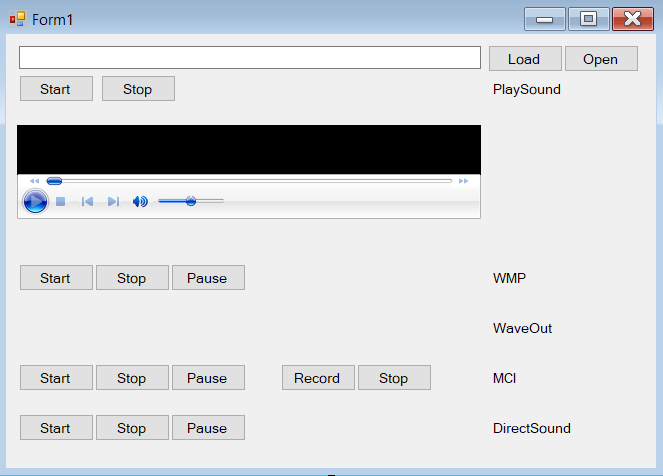 Form1
Load Open
Start Stop PlaySound
Start Stop Pause WMP
WaveOut
Start Stop Pause Record Stop MCI
Start Stop Pause DirectSound